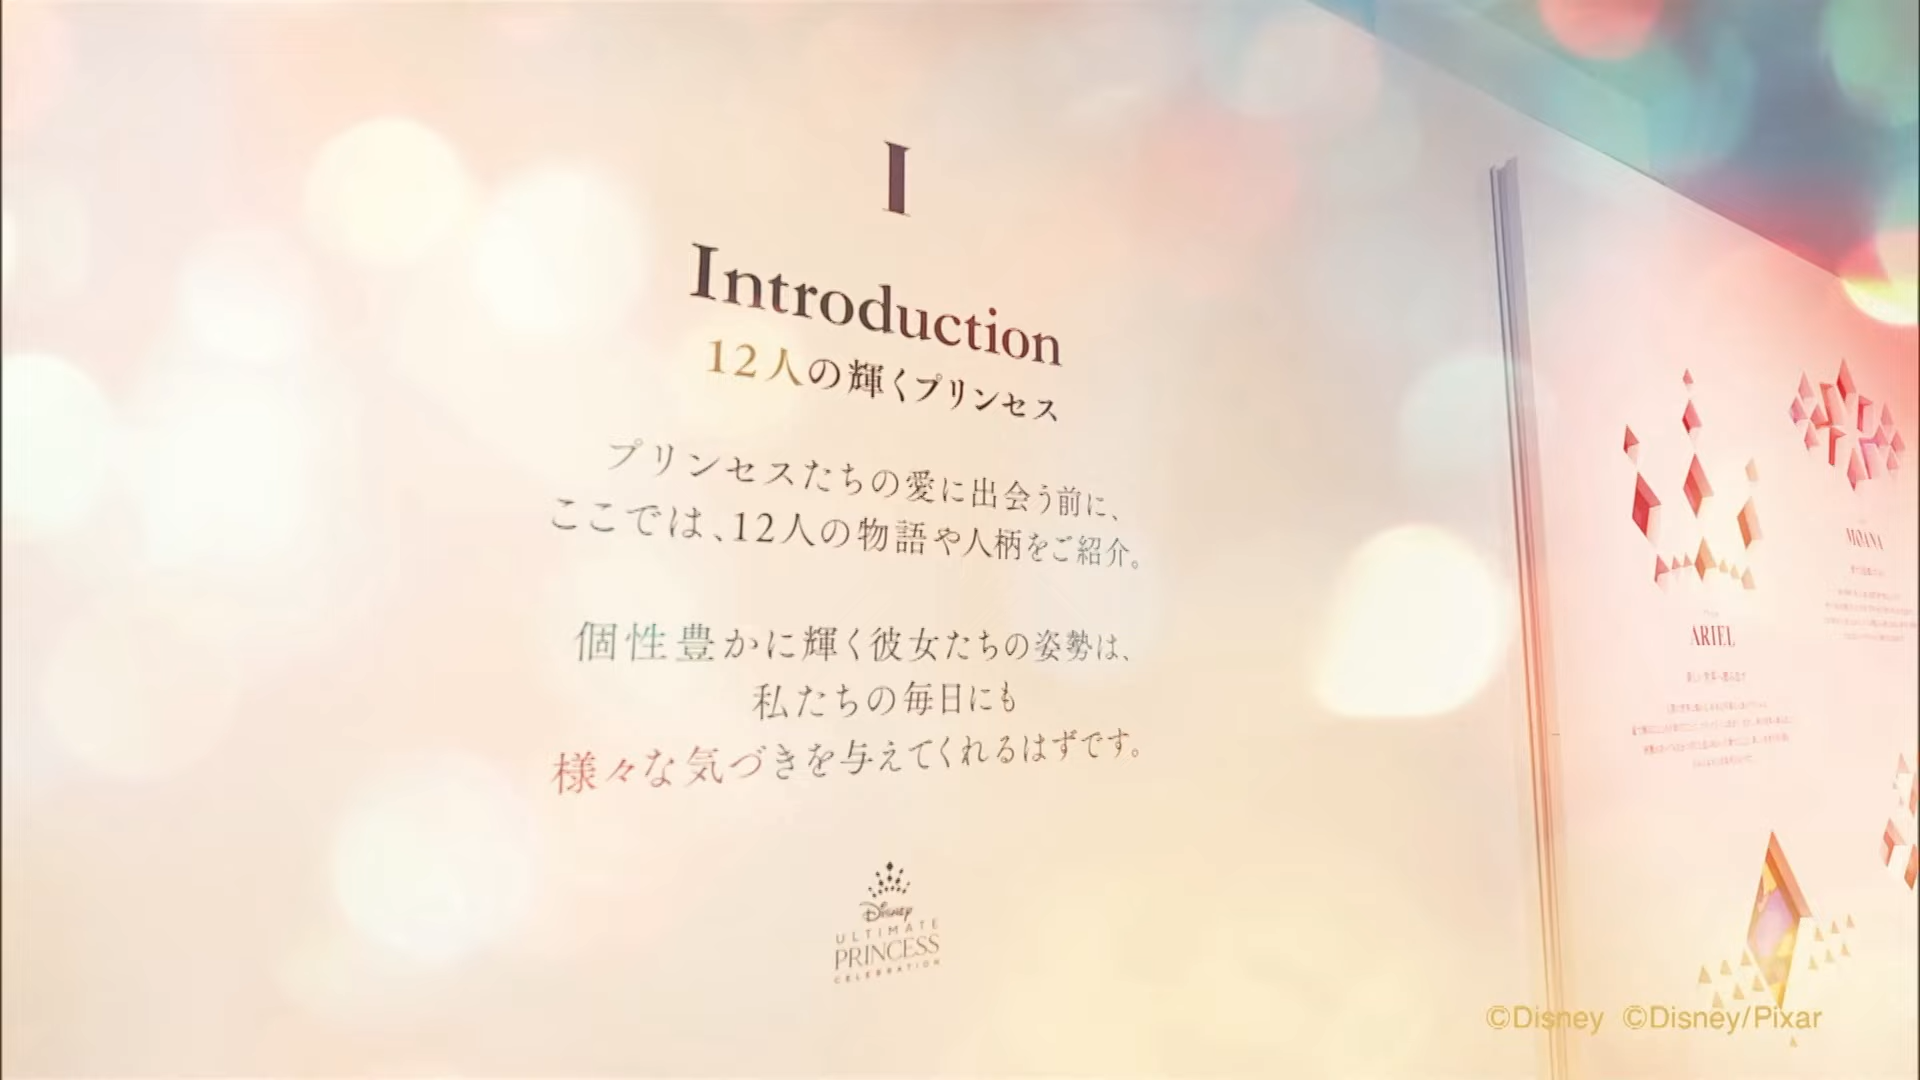 I
Introduction
12人の輝くプリンセス
プリンセスたちの愛に出会う前に、
ここでは、12人の物語や人柄をご紹介。
個性豊かに輝く彼女たちの姿勢は、
私たちの毎日にも
様々な気づきを与えてくれるはずです。
Disney
ULTIMATE
PRINCESS
CELEBRATION
MOANA
ARIEL
©Disney ©Disney/Pixar